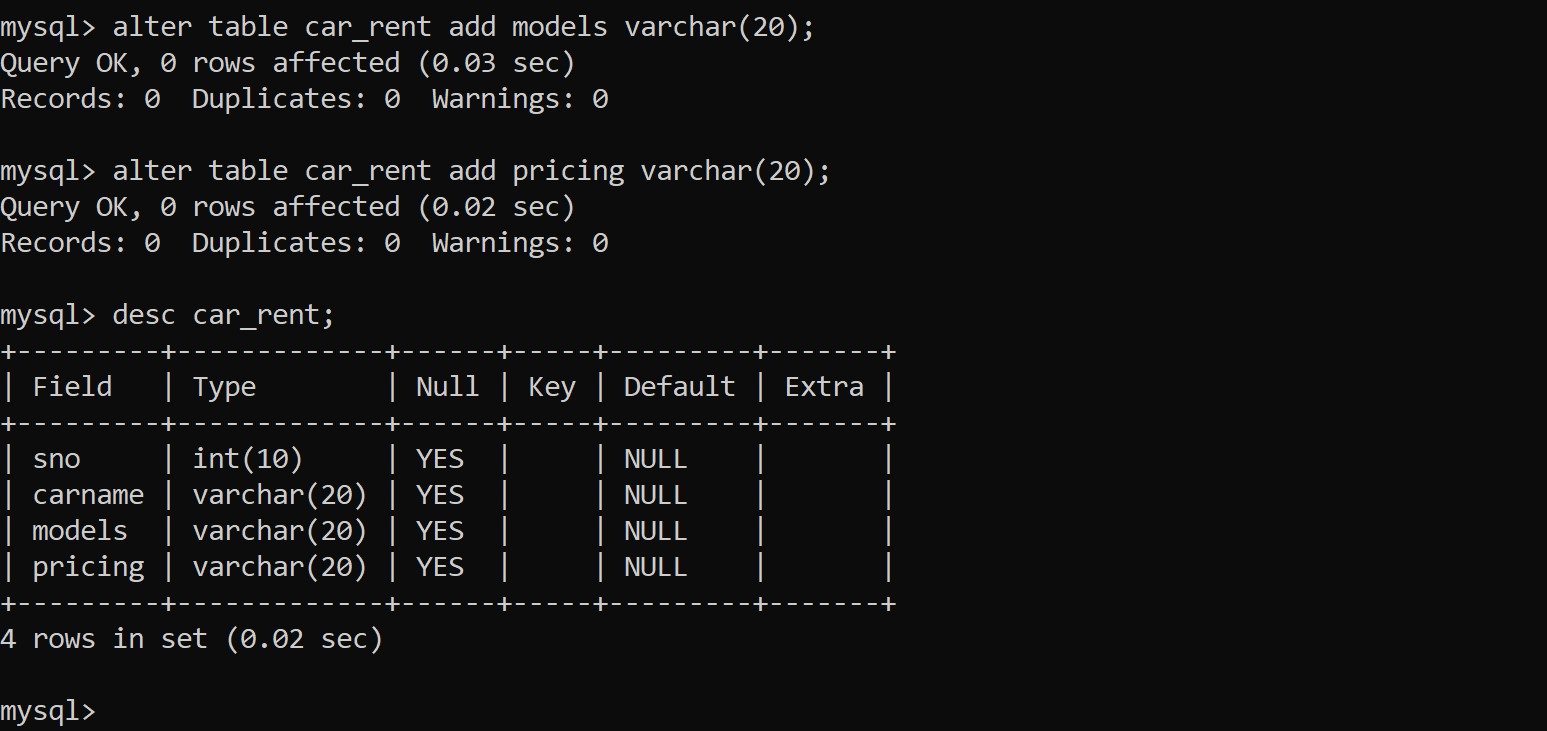 mysql> alter table car_rent add models varchar(20);
Query OK, 0 rows affected (0.03 sec)
Records: 0  Duplicates: 0  Warnings: 0
mysql> alter table car_rent add pricing varchar(20);
Query OK, 0 rows affected (0.02 sec)
Records: 0  Duplicates: 0  Warnings: 0
mysql> desc car_rent;
+---------+-------------+------+-----+---------+-------+
| Field   | Type        | Null | Key | Default | Extra |
+---------+-------------+------+-----+---------+-------+
| sno     | int(10)     | YES  |     | NULL    |       |
| carname | varchar(20) | YES  |     | NULL    |       |
| models  | varchar(20) | YES  |     | NULL    |       |
| pricing | varchar(20) | YES  |     | NULL    |       |
+---------+-------------+------+-----+---------+-------+
4 rows in set (0.02 sec)
mysql>